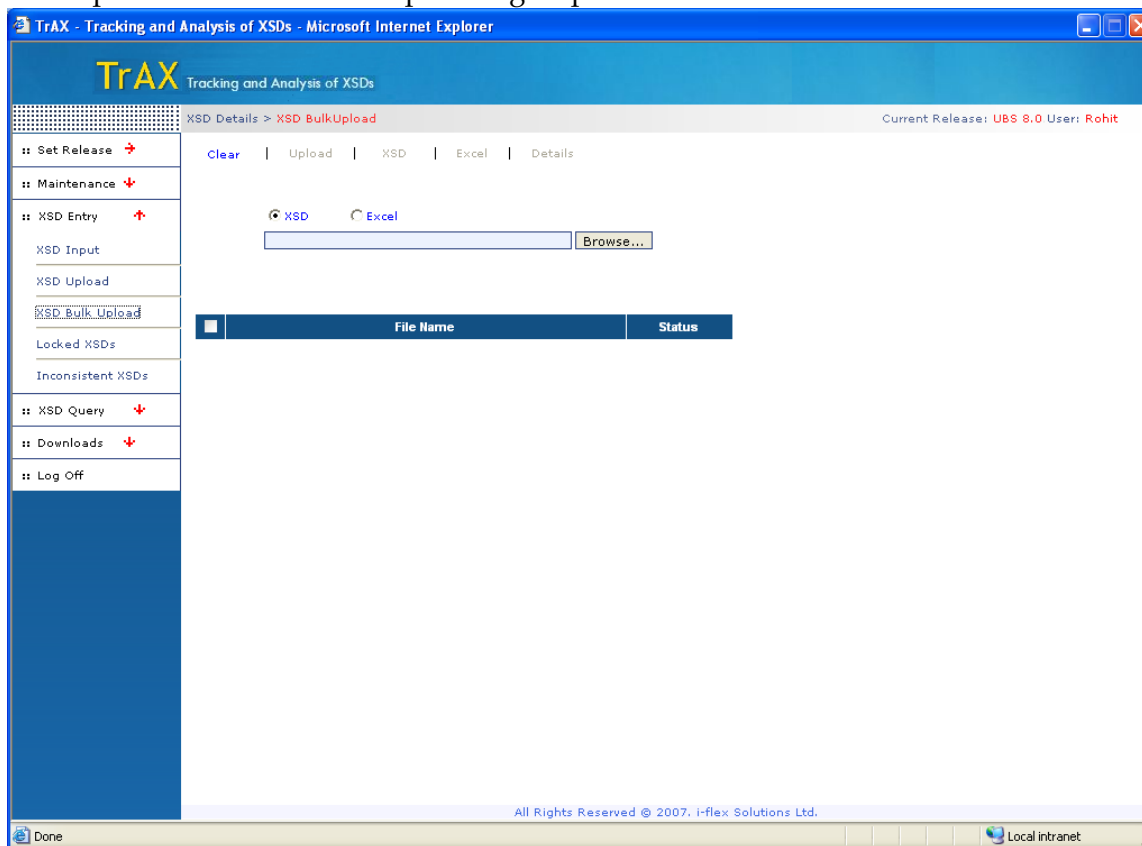 TrAX - Tracking and Analysis of XSDs - Microsoft Internet Explorer
TrAX Tracking and Analysis of XSDs
XSD Details > XSD BulkUpload Current Release: UBS 8.0 User: Rohit
:: Set Release
Clear | Upload | XSD | Excel | Details
:: Maintenance
:: XSD Entry
XSD Excel
XSD Input
Browse...
XSD Upload
XSD Bulk Upload
File Name Status
Locked XSDs
Inconsistent XSDs
:: XSD Query
:: Downloads
:: Log Off
All Rights Reserved @ 2007. i-flex Solutions Ltd.
Done Local intranet